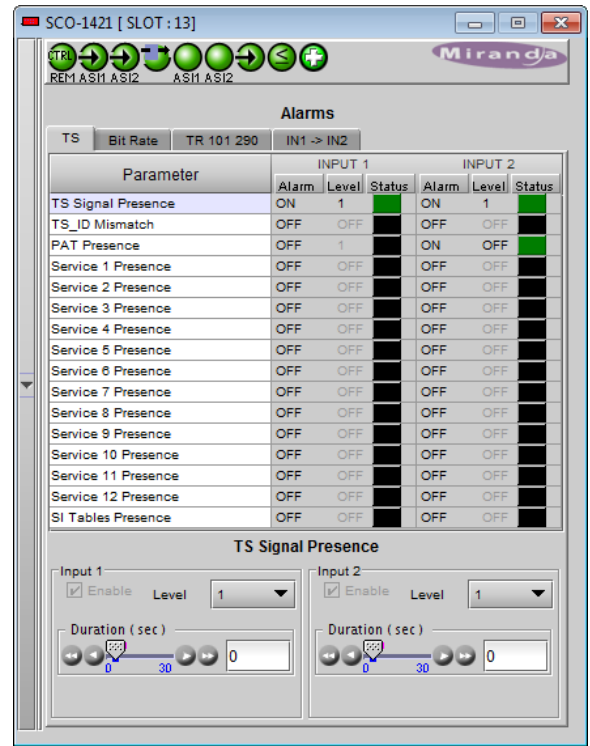 SCO-1421 [ SLOT : 13]
CTRL
REM ASI1 ASI2 ASI1 ASI2
Miranda
Alarms
TS Bit Rate TR 101 290 IN1 -> IN2
Parameter INPUT 1 INPUT 2
Alarm Level Status Alarm Level Status
TS Signal Presence ON 1 ON 1
TS_ID Mismatch OFF OFF OFF OFF
PAT Presence OFF 1 ON OFF
Service 1 Presence OFF OFF OFF OFF
Service 2 Presence OFF OFF OFF OFF
Service 3 Presence OFF OFF OFF OFF
Service 4 Presence OFF OFF OFF OFF
Service 5 Presence OFF OFF OFF OFF
Service 6 Presence OFF OFF OFF OFF
Service 7 Presence OFF OFF OFF OFF
Service 8 Presence OFF OFF OFF OFF
Service 9 Presence OFF OFF OFF OFF
Service 10 Presence OFF OFF OFF OFF
Service 11 Presence OFF OFF OFF OFF
Service 12 Presence OFF OFF OFF OFF
SI Tables Presence OFF OFF OFF OFF
TS Signal Presence
Input 1 Input 2
Enable Level 1 Enable Level 1
Duration ( sec ) Duration ( sec )
0 30 0 0 30 0